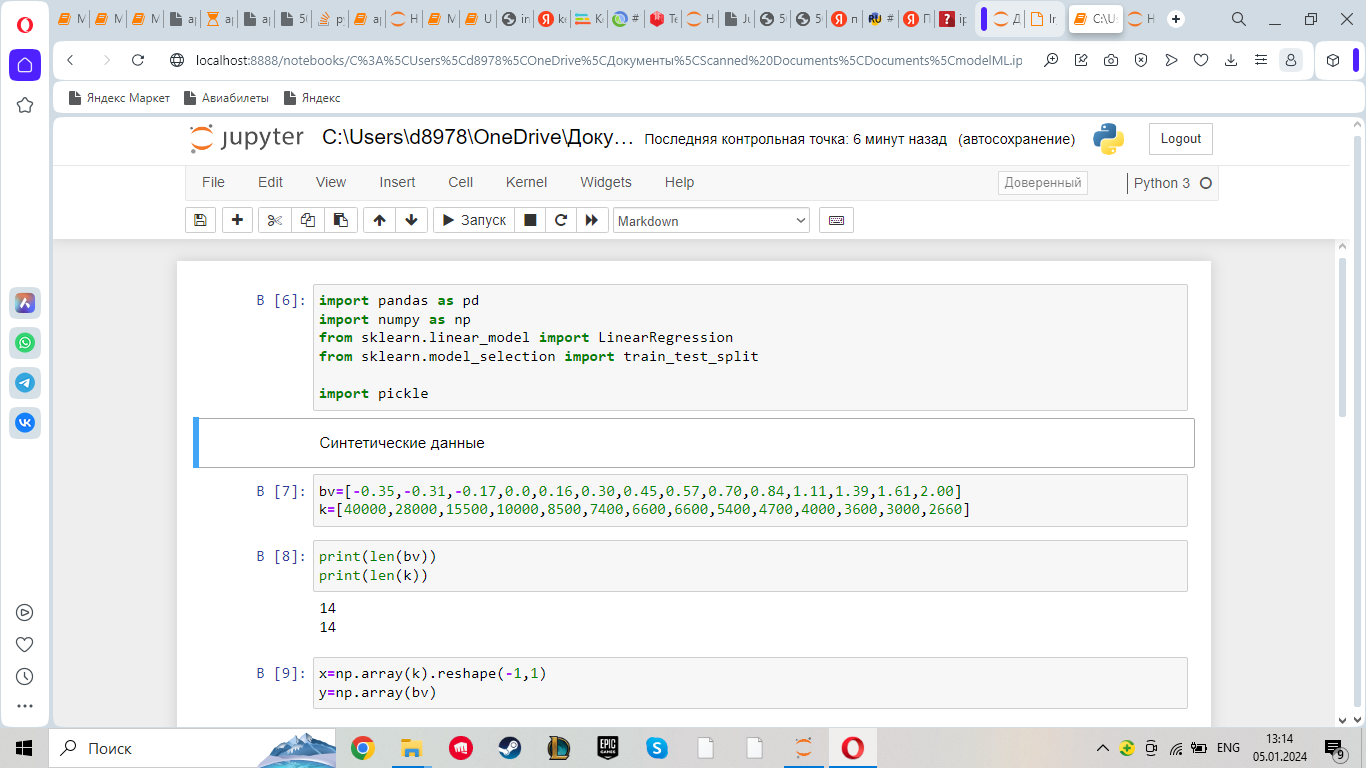 localhost:8888/notebooks/C%3A%5CUsers%5Cd8978%5COneDrive%5CДокументы%5CScanned%20Documents%5CDocuments%5CmodelML.ip
Яндекс Маркет
Авиабилеты
Яндекс
jupyter
C:\Users\d8978\OneDrive\Доку...
Последняя контрольная точка: 6 минут назад (автосохранение)
Logout
File Edit View Insert Cell Kernel Widgets Help
Доверенный
Python 3
Запуск
Markdown
В [6]:
import pandas as pd
import numpy as np
from sklearn.linear_model import LinearRegression
from sklearn.model_selection import train_test_split
import pickle
Синтетические данные
В [7]:
bv=[-0.35,-0.31,-0.17,0.0,0.16,0.30,0.45,0.57,0.70,0.84,1.11,1.39,1.61,2.00]
k=[40000,28000,15500,10000,8500,7400,6600,6600,5400,4700,4000,3600,3000,2660]
В [8]:
print(len(bv))
print(len(k))
14
14
В [9]:
x=np.array(k).reshape(-1,1)
y=np.array(bv)
Поиск
EPIC GAMES
ENG
13:14
05.01.2024
9